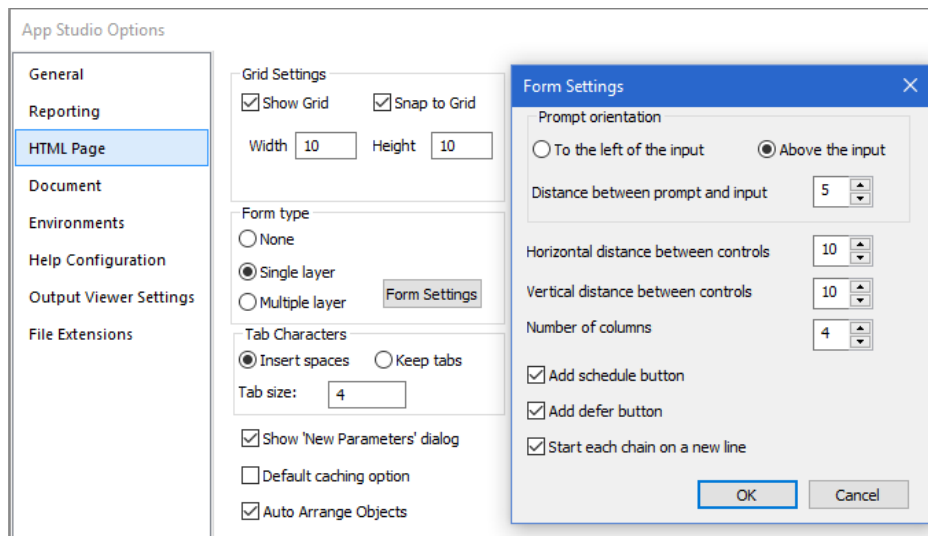 App Studio Options
General
Reporting
HTML Page
Document
Environments
Help Configuration
Output Viewer Settings
File Extensions
Grid Settings
Show Grid Snap to Grid
Width 10 Height 10
Form type
None
Single layer
Multiple layer Form Settings
Tab Characters
Insert spaces Keep tabs
Tab size: 4
Show 'New Parameters' dialog
Default caching option
Auto Arrange Objects
Form Settings
Prompt orientation
To the left of the input Above the input
Distance between prompt and input 5
Horizontal distance between controls 10
Vertical distance between controls 10
Number of columns 4
Add schedule button
Add defer button
Start each chain on a new line
OK Cancel